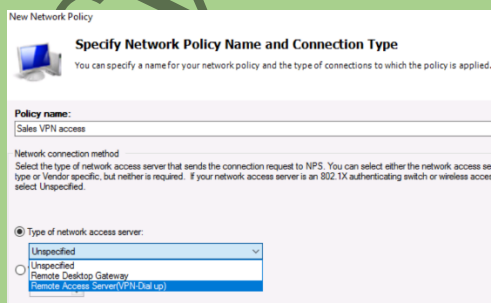 New Network Policy
Specify Network Policy Name and Connection Type
You can specify a name for your network policy and the type of connections to which the policy is applied.
Policy name:
Sales VPN access
Network connection method
Select the type of network access server that sends the connection request to NPS. You can select either the network access se
type or Vendor specific, but neither is required. If your network access server is an 802.1X authenticating switch or wireless acces
select Unspecified.
Type of network access server:
Unspecified
Unspecified
Remote Desktop Gateway
Remote Access Server(VPN-Dial up)